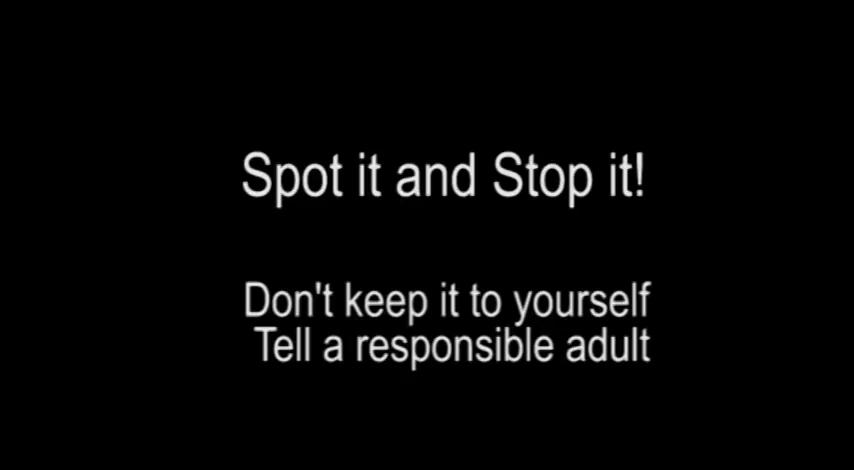 Spot it and Stop it!
Don't keep it to yourself
Tell a responsible adult